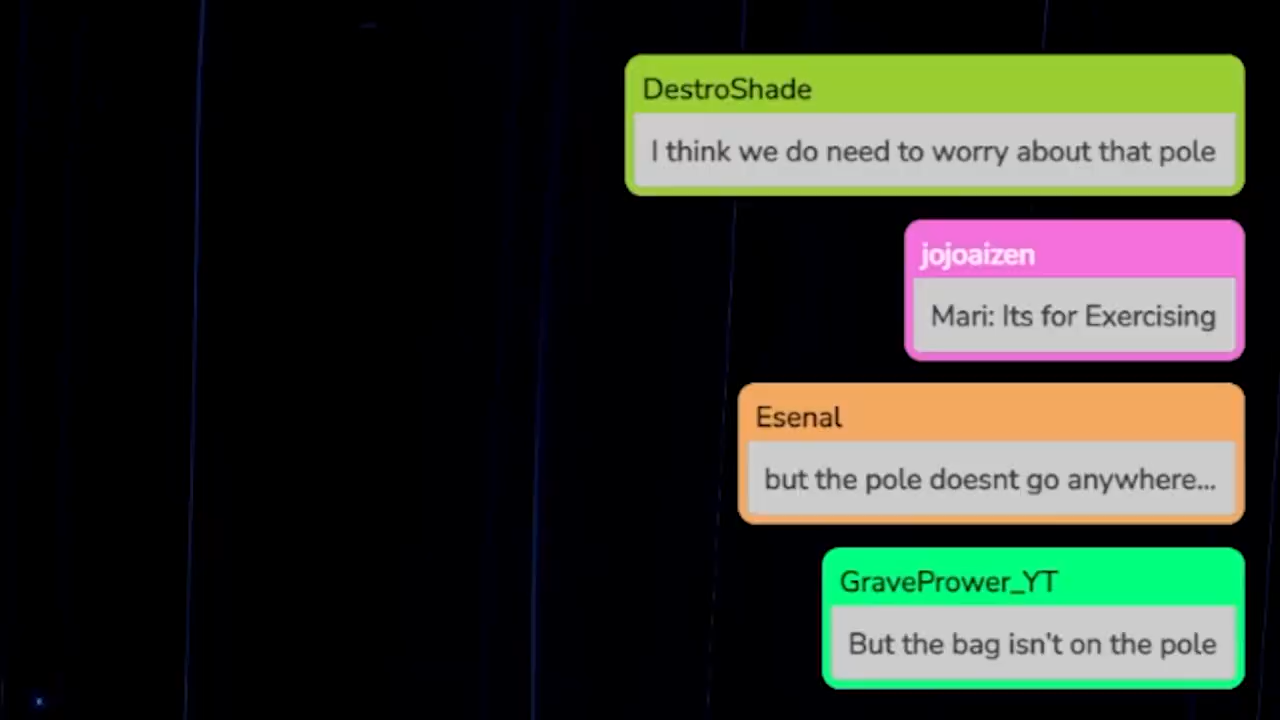 DestroShade
I think we do need to worry about that pole
jojoaizen
Mari: Its for Exercising
Esenal
but the pole doesnt go anywhere...
GravePrower_YT
But the bag isn't on the pole